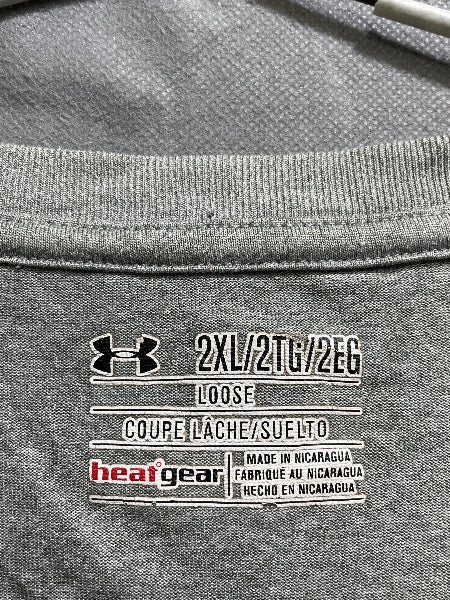 2XL/2TG/2EG
LOOSE
COUPE LÂCHE/SUELTO
heatgear
MADE IN NICARAGUA
FABRIQUÉ AU NICARAGUA
HECHO EN NICARAGUA